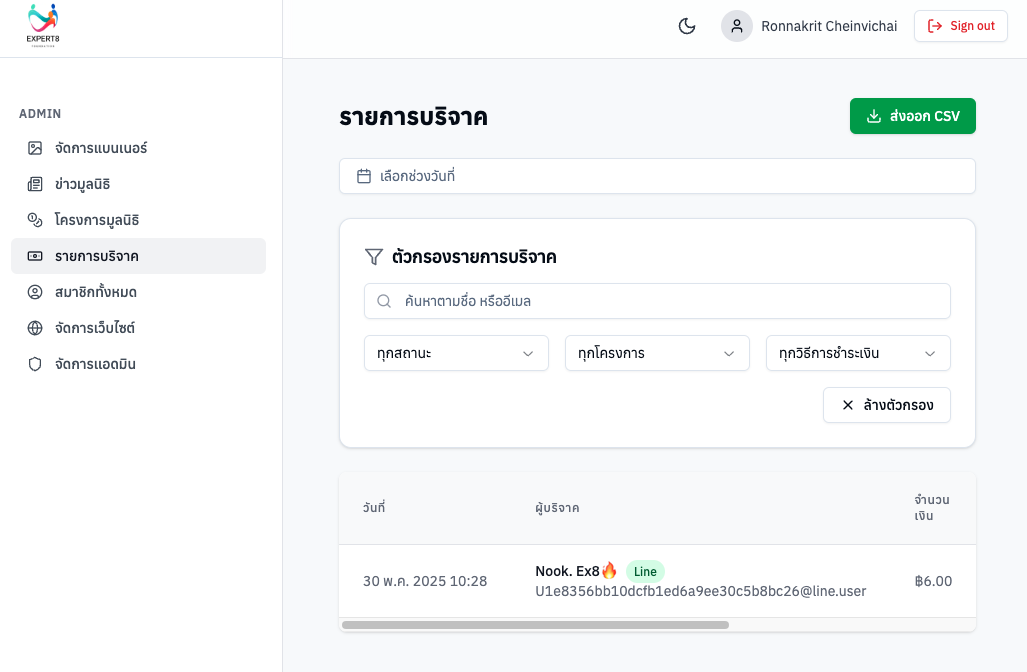 EXPERT8
Ronnakrit Cheinvichai
Sign out
ADMIN
จัดการแบนเนอร์
ข่าวมูลนิธิ
โครงการมูลนิธิ
รายการบริจาค
สมาชิกทั้งหมด
จัดการเว็บไซต์
จัดการแอดมิน
รายการบริจาค
ส่งออก CSV
เลือกช่วงวันที่
ตัวกรองรายการบริจาค
ค้นหาตามชื่อ หรืออีเมล
ทุกสถานะ
ทุกโครงการ
ทุกวิธีการชำระเงิน
ล้างตัวกรอง
วันที่
ผู้บริจาค
จำนวน
เงิน
30 พ.ค. 2025 10:28
Nook. Ex8🔥 Line
U1e8356bb10dcfb1ed6a9ee30c5b8bc26@line.user
฿6.00